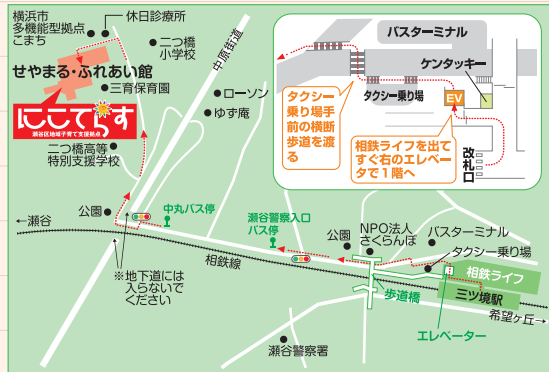 横浜市
多機能型拠点
こまち
休日診療所
二つ橋
小学校
中原街道
せやまる・ふれあい館
三育保育園
にこてらす
瀬谷区地域子育て支援拠点
ローソン
ゆず庵
二つ橋高等
特別支援学校
公園
中丸バス停
←瀬谷
瀬谷警察入口
バス停
公園
NPO法人
さくらんぼ
バスターミナル
タクシー乗り場
相鉄線
※地下道には
入らないで
ください
相鉄ライフ
三ツ境駅
歩道橋
希望ヶ丘→
エレベーター
瀬谷警察署
バスターミナル
ケンタッキー
タクシー乗り場
EV
タクシー
乗り場手
前の横断
歩道を渡
る
相鉄ライフを出て
すぐ右のエレベー
タで1階へ
改札口